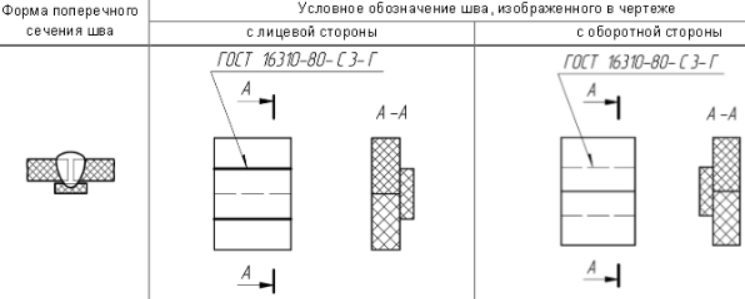 Форма поперечного
сечения шва
Условное обозначение шва, изображенного в чертеже
с лицевой стороны
с оборотной стороны
ГОСТ 16310-80-С3-Г
А
А-А
А
ГОСТ 16310-80-С3-Г
А
А-А
А